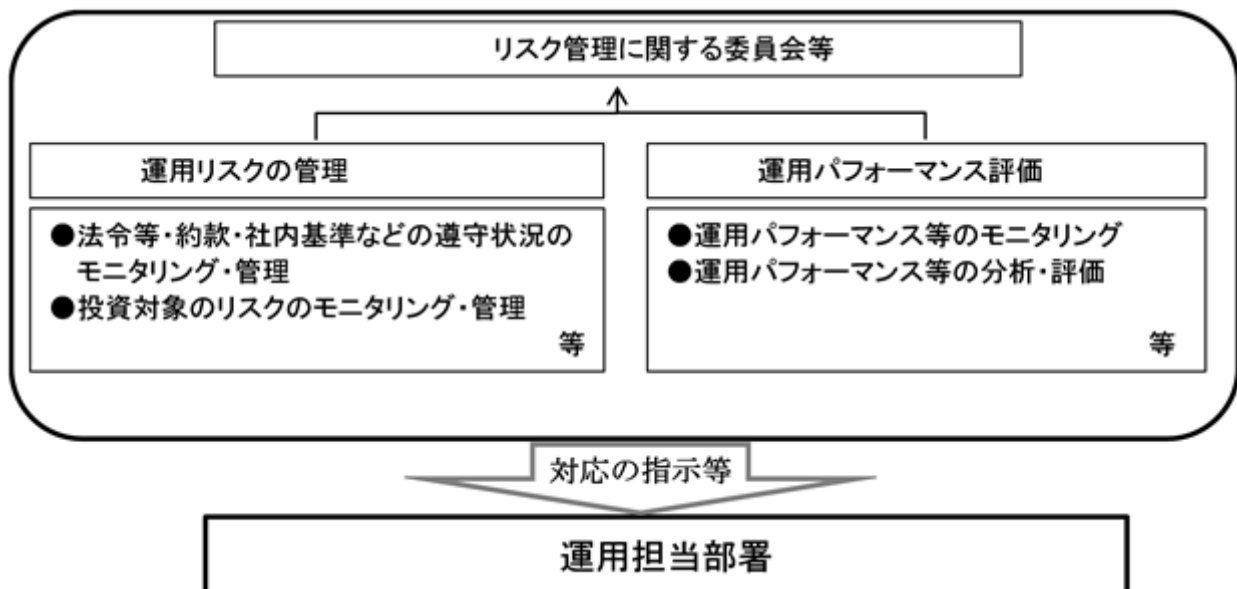 リスク管理に関する委員会等
運用リスクの管理
運用パフォーマンス評価
●法令等・約款・社内基準などの遵守状況の
モニタリング・管理
●投資対象のリスクのモニタリング・管理
等
●運用パフォーマンス等のモニタリング
●運用パフォーマンス等の分析・評価
等
対応の指示等
運用担当部署